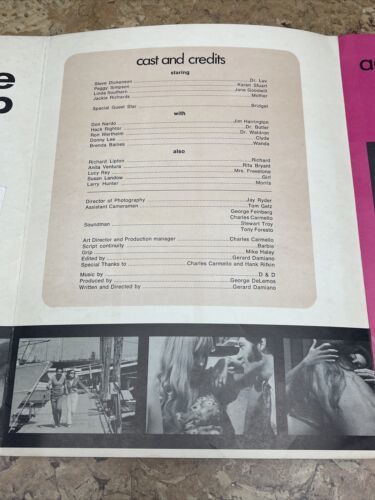 cast and credits
starring
Steve Dickenson Dr. Lav
Peggy Simpson Karen Stuart
Linda Southern June Goodwill
Jackie Richards Mother
Special Guest Star Bridget
with
Don Nardo Jim Harrington
Hack Righter Dr. Butler
Ron Wertheim Dr. Waldron
Donny Lee Clyde
Brenda Baines Wanda
also
Richard Lipton Richard
Anita Ventura Rita Bryant
Lucy Rey Mrs. Freestone
Susan Landow Girl
Larry Hunter Morris
Director of Photography Jay Ryder
Assistant Cameramen Tom Getz
George Feinberg
Charles Carmello
Soundman Stewart Troy
Tony Foresto
Art Director and Production manager Charles Carmello
Script continuity Barbie
Grip Mike Haley
Edited by Gerard Damiano
Special Thanks to Charles Carmello and Hank Rifkin
Music by D & D
Produced by George DeLemos
Written and Directed by Gerard Damiano